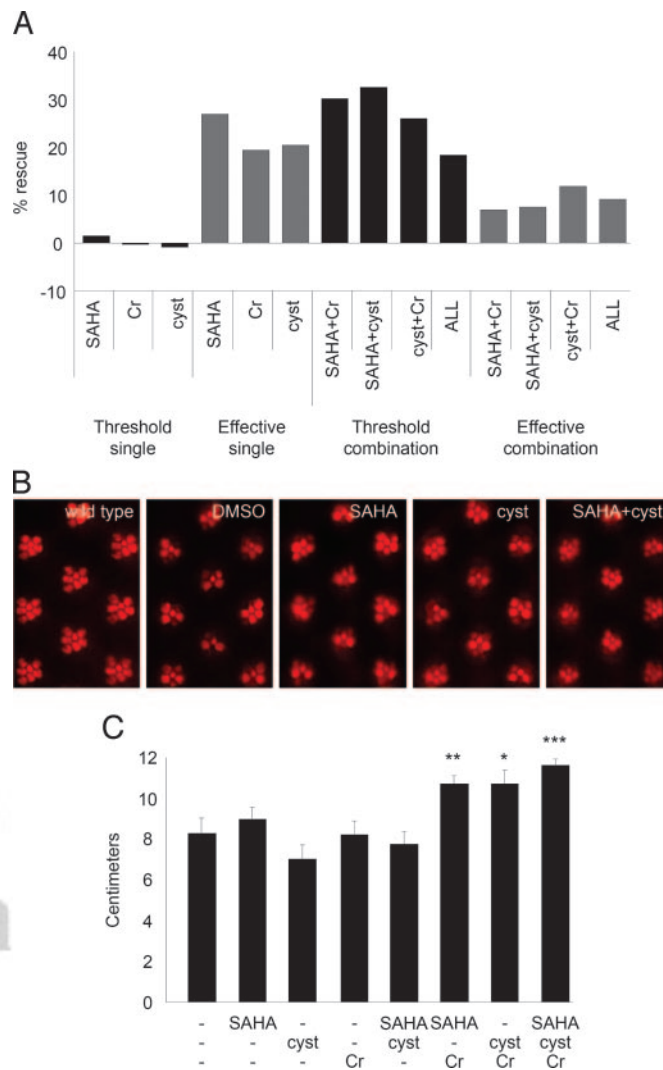 A
40
30
20
10
0
-10
% rescue
SAHA Cr cyst SAHA Cr cyst SAHA+Cr SAHA+cyst cyst+Cr ALL SAHA+Cr SAHA+cyst cyst+Cr ALL
Threshold single Effective single Threshold combination Effective combination
B
wild type DMSO SAHA cyst SAHA+cyst
C
12
10
8
6
4
2
0
Centimeters
** * ***
- SAHA - - SAHA SAHA - SAHA
- - cyst - cyst - cyst cyst
- - - Cr - Cr Cr Cr